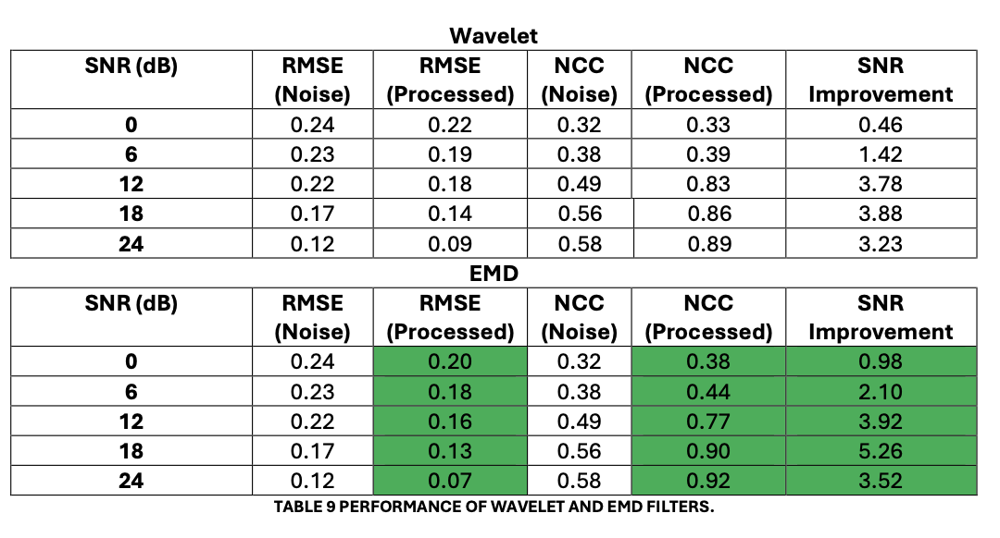 Wavelet
SNR (dB) RMSE (Noise) RMSE (Processed) NCC (Noise) NCC (Processed) SNR Improvement
0 0.24 0.22 0.32 0.33 0.46
6 0.23 0.19 0.38 0.39 1.42
12 0.22 0.18 0.49 0.83 3.78
18 0.17 0.14 0.56 0.86 3.88
24 0.12 0.09 0.58 0.89 3.23
EMD
SNR (dB) RMSE (Noise) RMSE (Processed) NCC (Noise) NCC (Processed) SNR Improvement
0 0.24 0.20 0.32 0.38 0.98
6 0.23 0.18 0.38 0.44 2.10
12 0.22 0.16 0.49 0.77 3.92
18 0.17 0.13 0.56 0.90 5.26
24 0.12 0.07 0.58 0.92 3.52
TABLE 9 PERFORMANCE OF WAVELET AND EMD FILTERS.